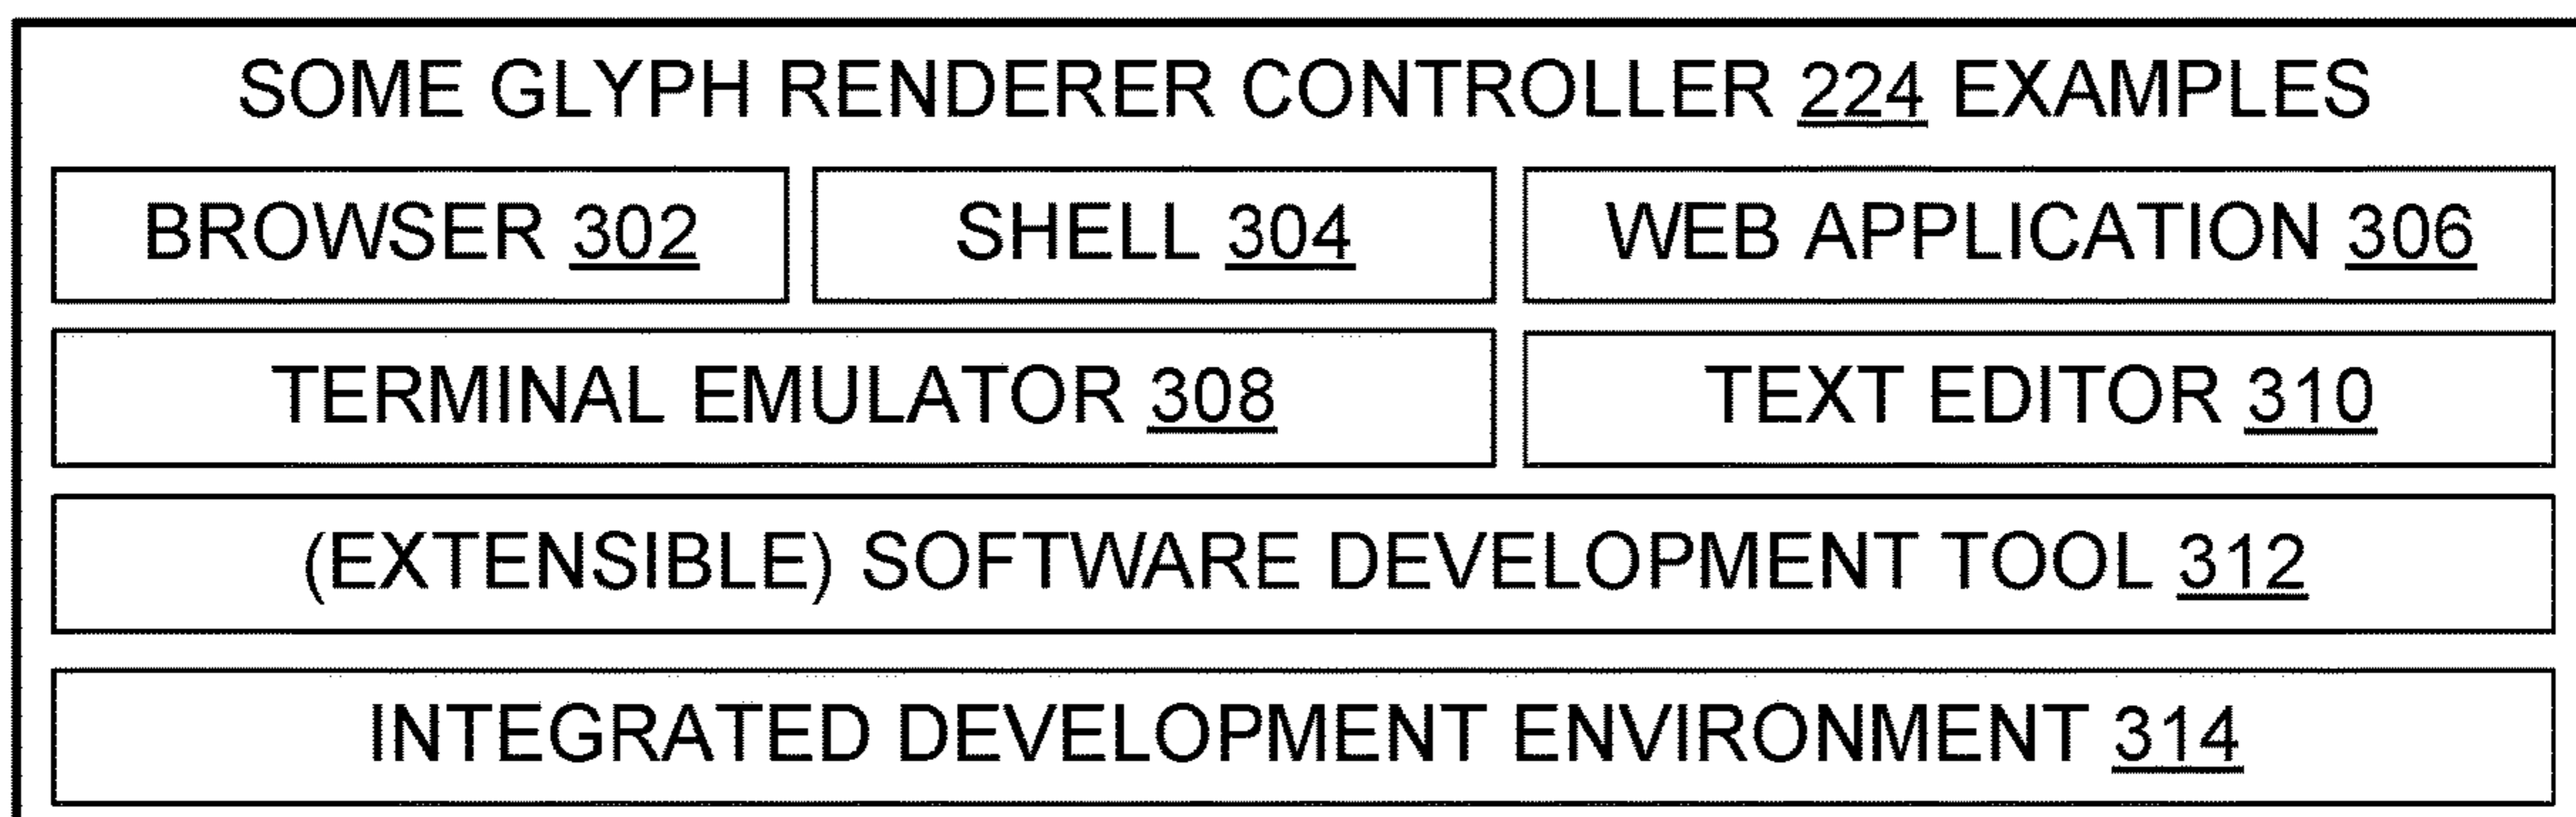 SOME GLYPH RENDERER CONTROLLER 224 EXAMPLES
BROWSER 302
SHELL 304
WEB APPLICATION 306
TERMINAL EMULATOR 308
TEXT EDITOR 310
(EXTENSIBLE) SOFTWARE DEVELOPMENT TOOL 312
INTEGRATED DEVELOPMENT ENVIRONMENT 314